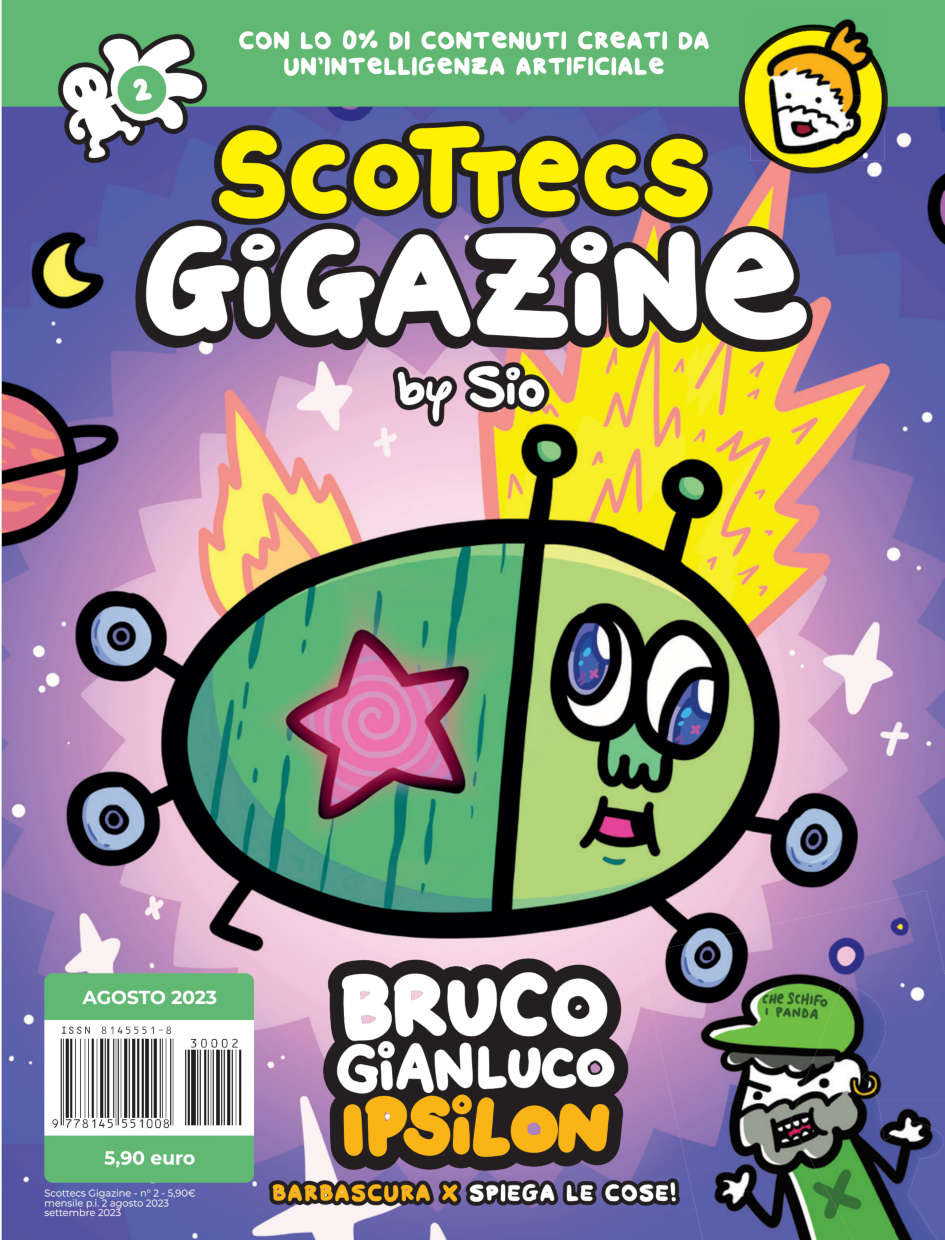 CON LO 0% DI CONTENUTI CREATI DA
UN'INTELLIGENZA ARTIFICIALE
2
SCOTTECS
GIGAZINE
by Sio
CHE SCHIFO
I PANDA
AGOSTO 2023
ISSN 8145551-8
30002
9 778145 551008
5,90 euro
BRUCO
GIANLUCO
IPSILON
BARBASCURA X SPIEGA LE COSE!
Scottecs Gigazine - n° 2 - 5,90€
mensile p.i. 2 agosto 2023
settembre 2023